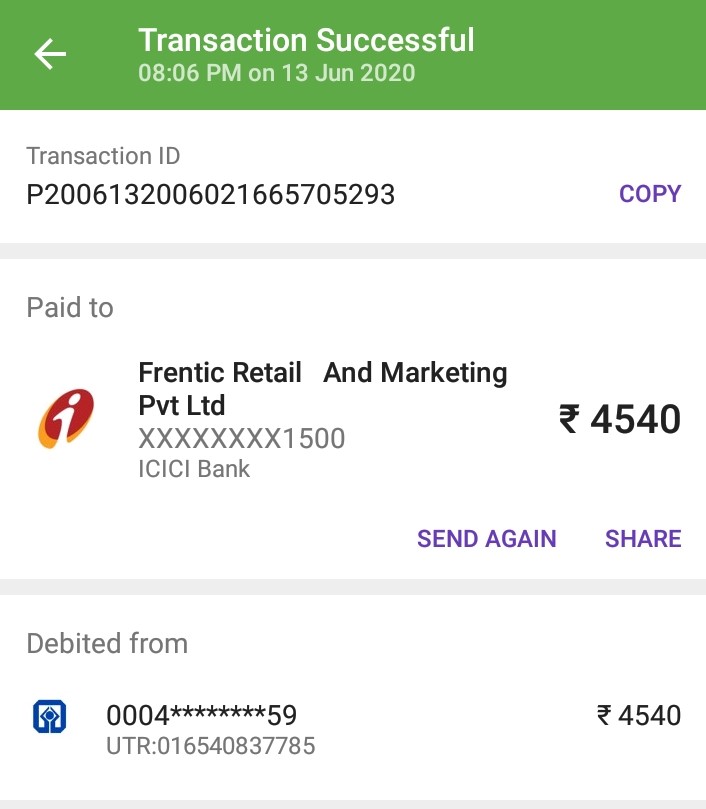 Transaction Successful
08:06 PM on 13 Jun 2020
Transaction ID
P2006132006021665705293
COPY
Paid to
Frentic Retail   And Marketing
Pvt Ltd
XXXXXXXX1500
ICICI Bank
₹ 4540
SEND AGAIN
SHARE
Debited from
0004********59
₹ 4540
UTR:016540837785